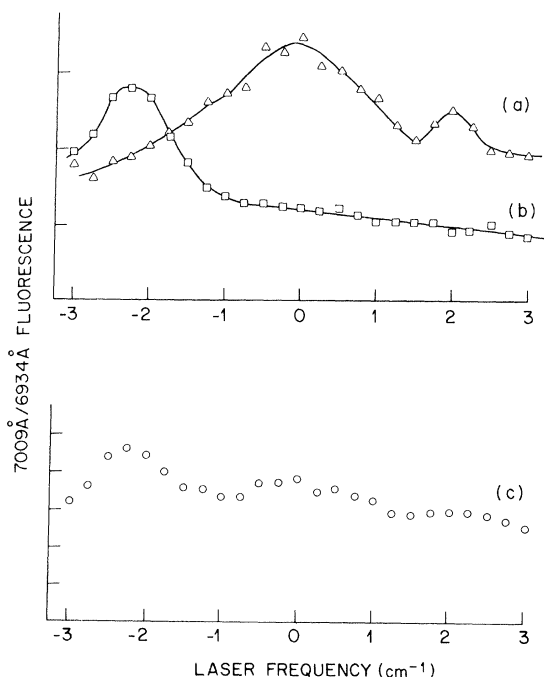 (a)
(b)
-3 -2 -1 0 1 2 3
7009Å/6934Å FLUORESCENCE
(c)
-3 -2 -1 0 1 2 3
LASER FREQUENCY (cm⁻¹)